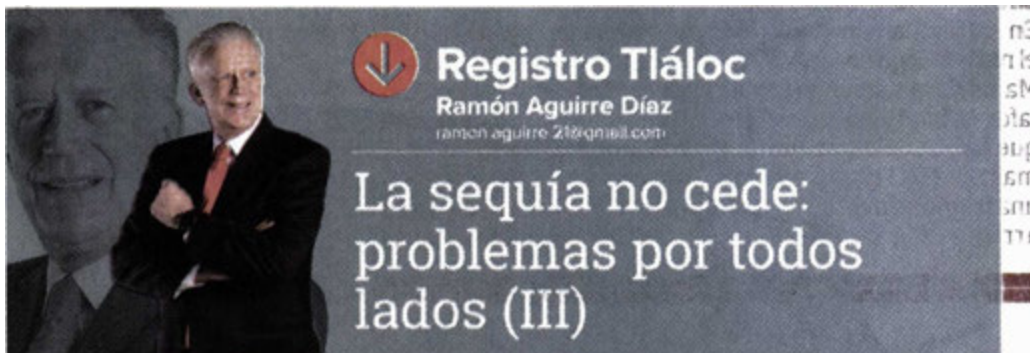 Registro Tláloc
Ramón Aguirre Díaz
ramon.aguirre.21@gmail.com
La sequía no cede:
problemas por todos
lados (III)